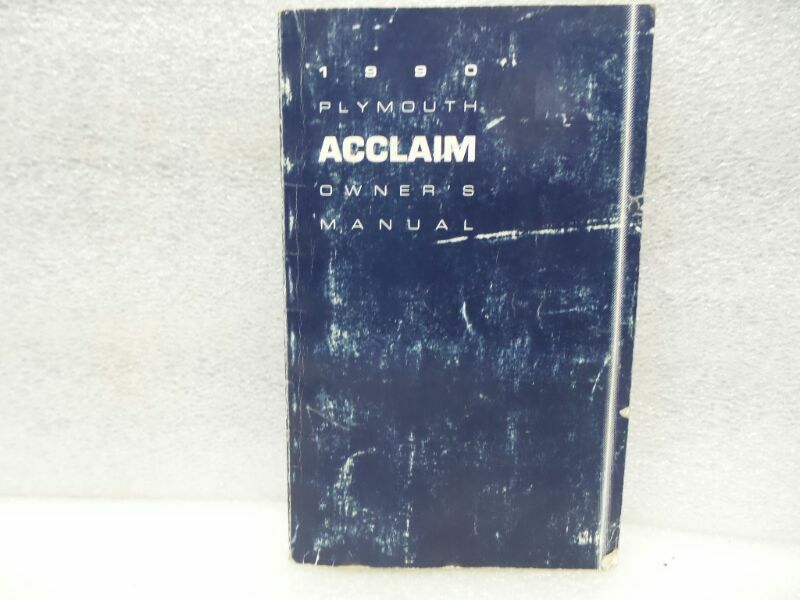 1990
PLYMOUTH
ACCLAIM
OWNER'S
MANUAL